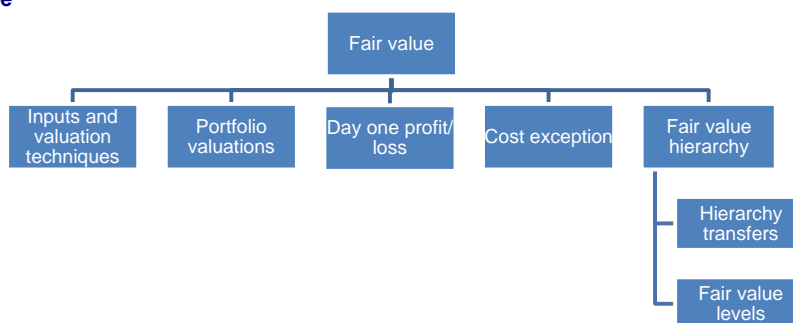 e
Fair value
Inputs and
valuation
techniques
Portfolio
valuations
Day one profit/
loss
Cost exception
Fair value
hierarchy
Hierarchy
transfers
Fair value
levels